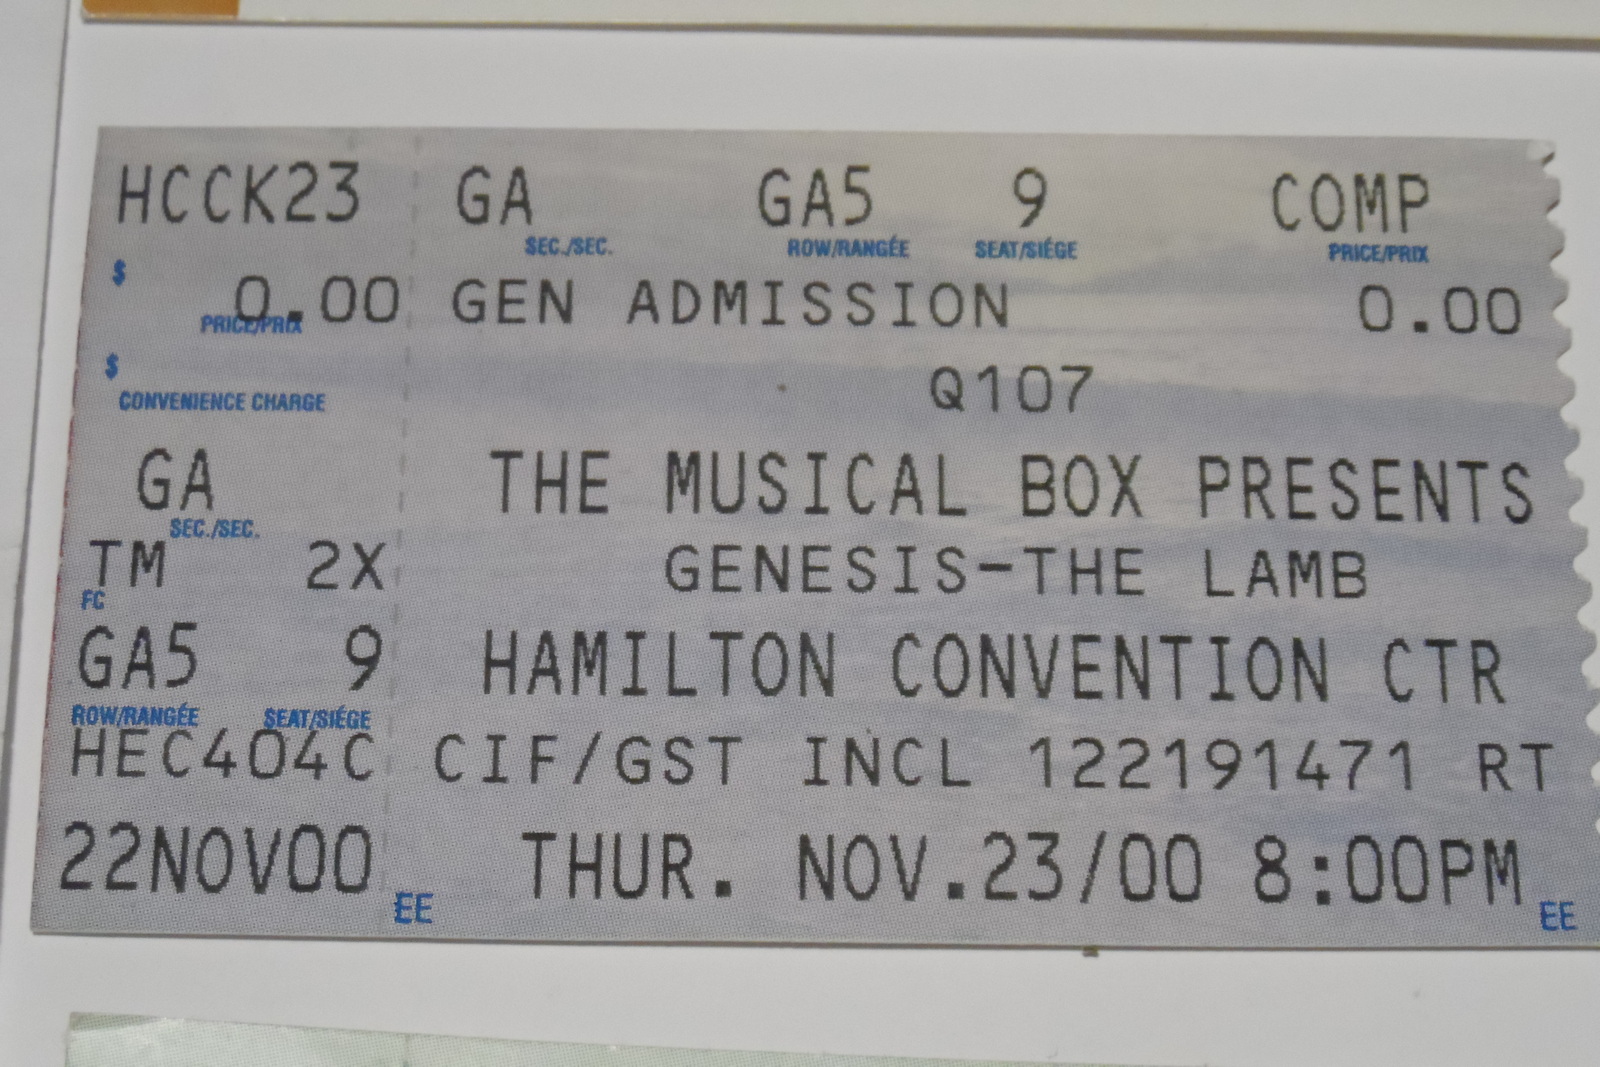 HCCK23 GA GA5 9 COMP
SEC./SEC. ROW/RANGÉE SEAT/SIÉGE PRICE/PRIX
$ 0.00 GEN ADMISSION 0.00
PRICE/PRIX
Q107
$
CONVENIENCE CHARGE
GA THE MUSICAL BOX PRESENTS
SEC./SEC.
TM 2X GENESIS-THE LAMB
FC
GA5 9 HAMILTON CONVENTION CTR
ROW/RANGÉE SEAT/SIÉGE
HEC404C CIF/GST INCL 122191471 RT
22NOV00 THUR. NOV.23/00 8:00PM
EE EE